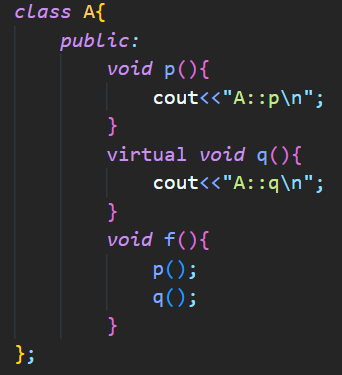 class A{
    public:
        void p(){
            cout<<"A::p\n";
        }
        virtual void q(){
            cout<<"A::q\n";
        }
        void f(){
            p();
            q();
        }
};